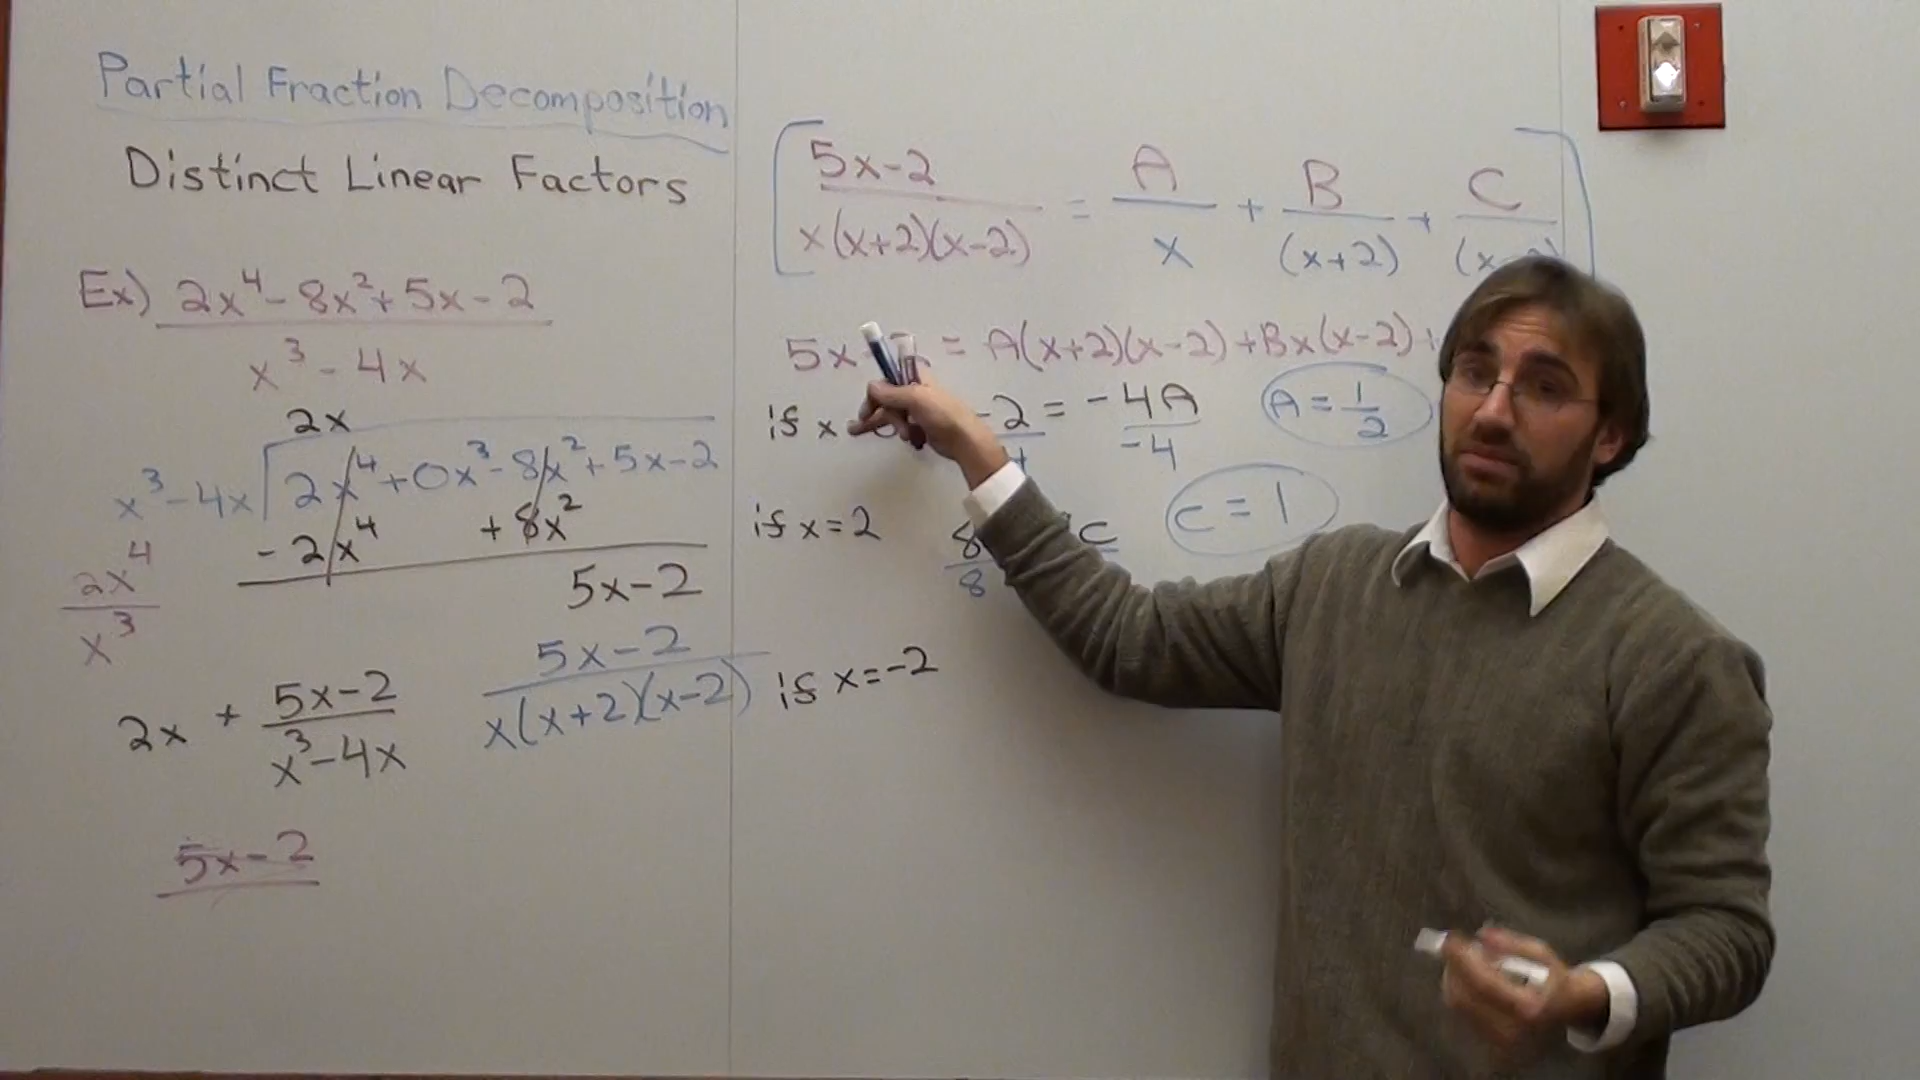 Partial Fraction Decomposition
Distinct Linear Factors
Ex) 2x⁴ - 8x² + 5x - 2
x³ - 4x
2x
x³ - 4x 2x⁴ + 0x³ - 8x² + 5x - 2
- 2x⁴ + 8x²
2x⁴
x³
5x - 2
2x + 5x - 2
x³ - 4x
5x - 2
x(x+2)(x-2)
5x - 2
5x - 2 = A + B + C
x(x+2)(x-2) x (x+2) (x
5x = A(x+2)(x-2) + Bx(x-2) +
if x -2 = -4A A = 1
-4 2
if x = 2 8 C C = 1
8
if x = -2